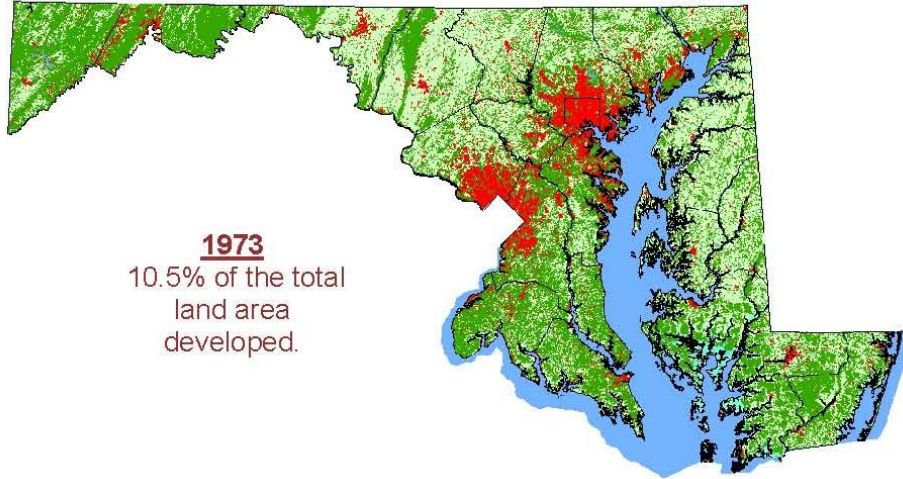 1973
10.5% of the total
land area
developed.